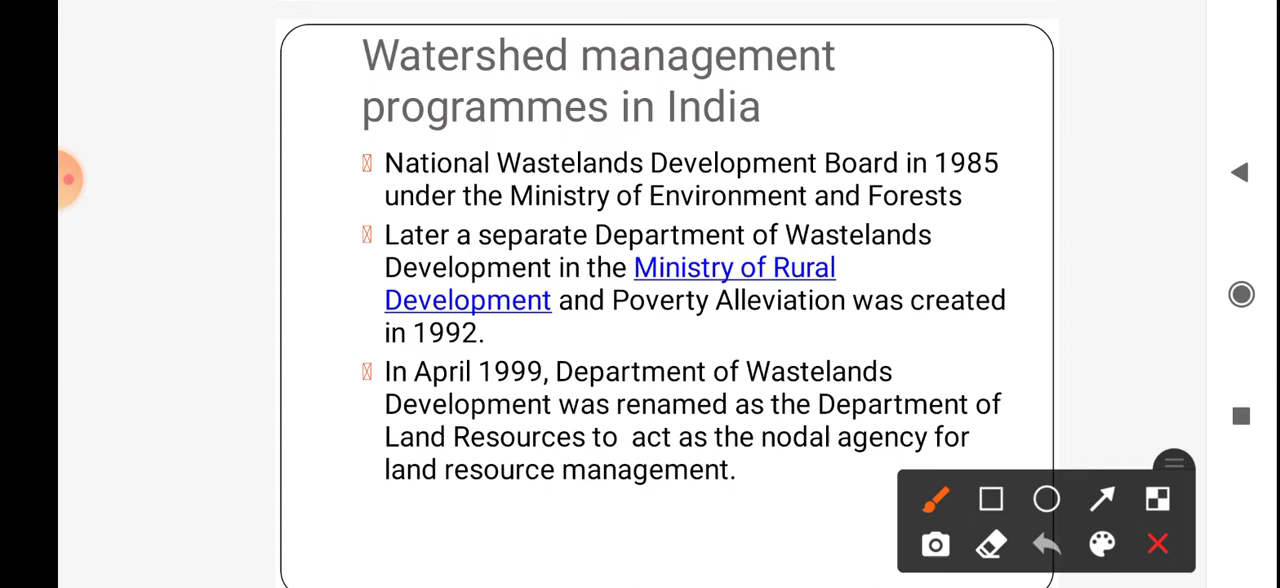 Watershed management
programmes in India
National Wastelands Development Board in 1985
under the Ministry of Environment and Forests
Later a separate Department of Wastelands
Development in the Ministry of Rural
Development and Poverty Alleviation was created
in 1992.
In April 1999, Department of Wastelands
Development was renamed as the Department of
Land Resources to  act as the nodal agency for
land resource management.